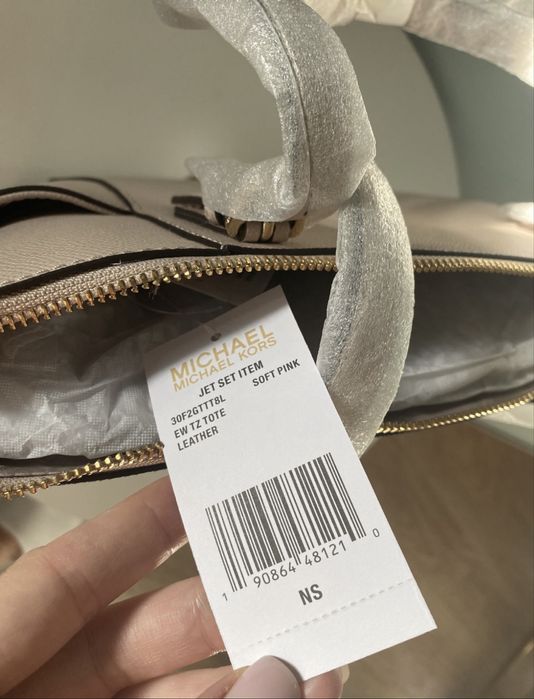 MICHAEL
MICHAEL KORS
JET SET ITEM
30F2GTTT8L SOFT PINK
EW TZ TOTE
LEATHER
1 90864 48121 0
NS